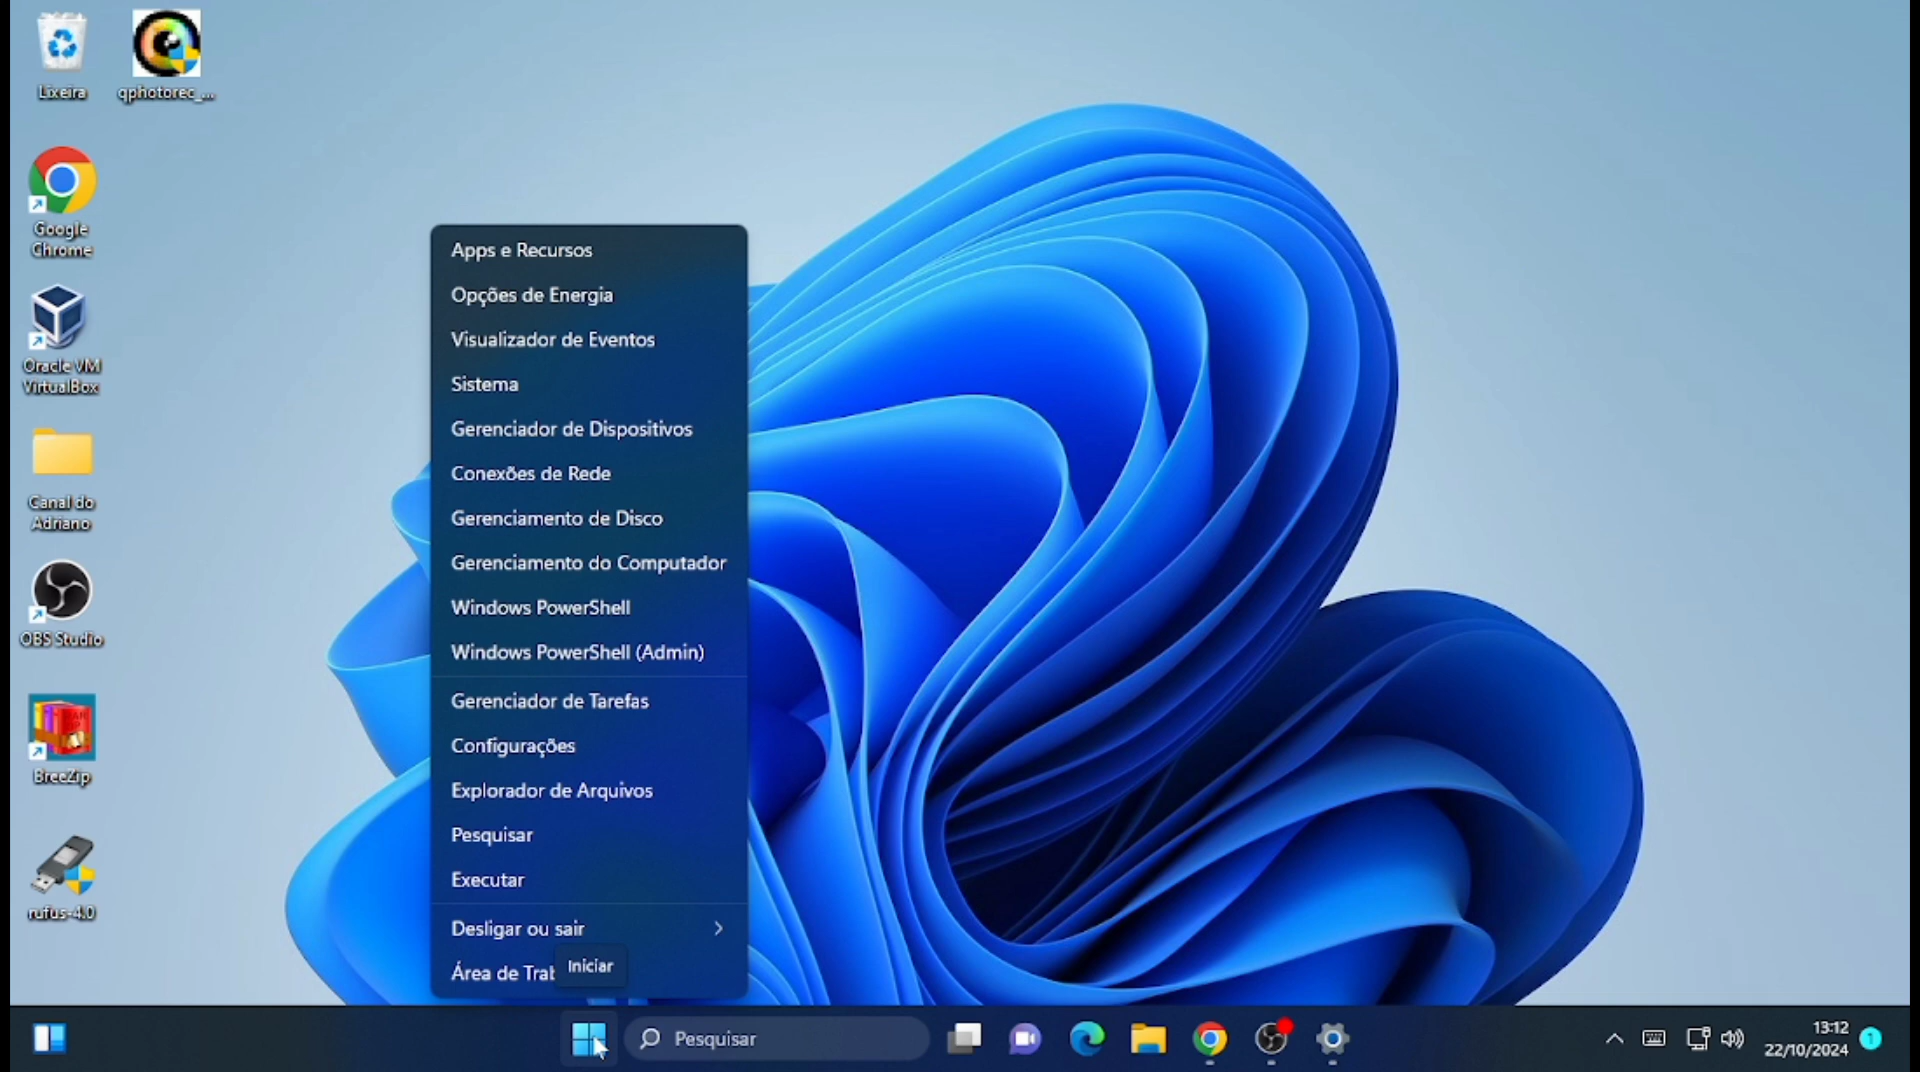 Lixeira
qphotorec_...
Google
Chrome
Oracle VM
VirtualBox
Canal do
Adriano
OBS Studio
BreeZip
rufus-4.0
Apps e Recursos
Opções de Energia
Visualizador de Eventos
Sistema
Gerenciador de Dispositivos
Conexões de Rede
Gerenciamento de Disco
Gerenciamento do Computador
Windows PowerShell
Windows PowerShell (Admin)
Gerenciador de Tarefas
Configurações
Explorador de Arquivos
Pesquisar
Executar
Desligar ou sair
Área de Trab
Iniciar
Pesquisar
13:12
22/10/2024
1